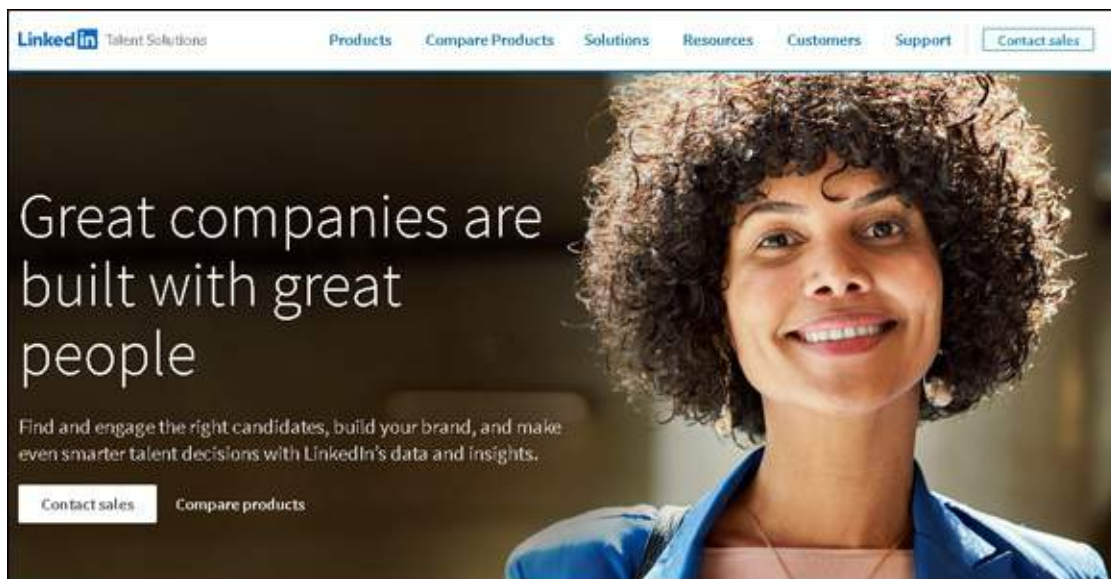 Linked in Talent Solutions Products Compare Products Solutions Resources Customers Support Contact sales
Great companies are
built with great
people
Find and engage the right candidates, build your brand, and make
even smarter talent decisions with LinkedIn's data and insights.
Contact sales Compare products